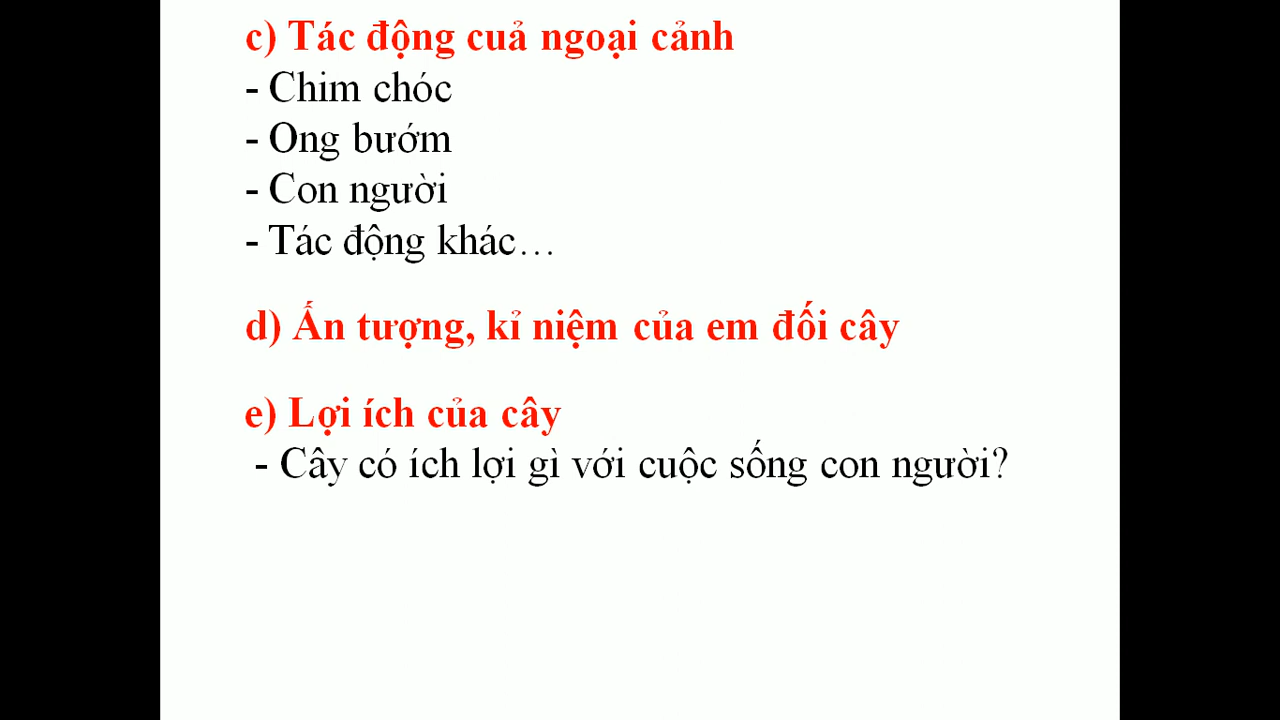 c) Tác động cuả ngoại cảnh
- Chim chóc
- Ong bướm
- Con người
- Tác động khác…
d) Ấn tượng, kỉ niệm của em đối cây
e) Lợi ích của cây
- Cây có ích lợi gì với cuộc sống con người?